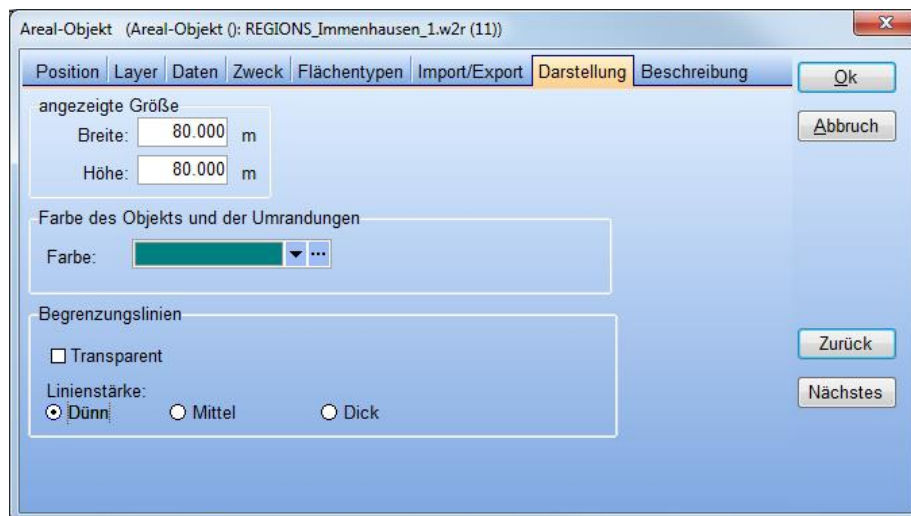 Areal-Objekt (Areal-Objekt (): REGIONS_Immenhausen_1.w2r (11))
Position Layer Daten Zweck Flächentypen Import/Export Darstellung Beschreibung
Ok
angezeigte Größe
Breite: 80.000 m
Abbruch
Höhe: 80.000 m
Farbe des Objekts und der Umrandungen
Farbe:
Begrenzungslinien
Transparent
Zurück
Linienstärke:
Dünn Mittel Dick
Nächstes